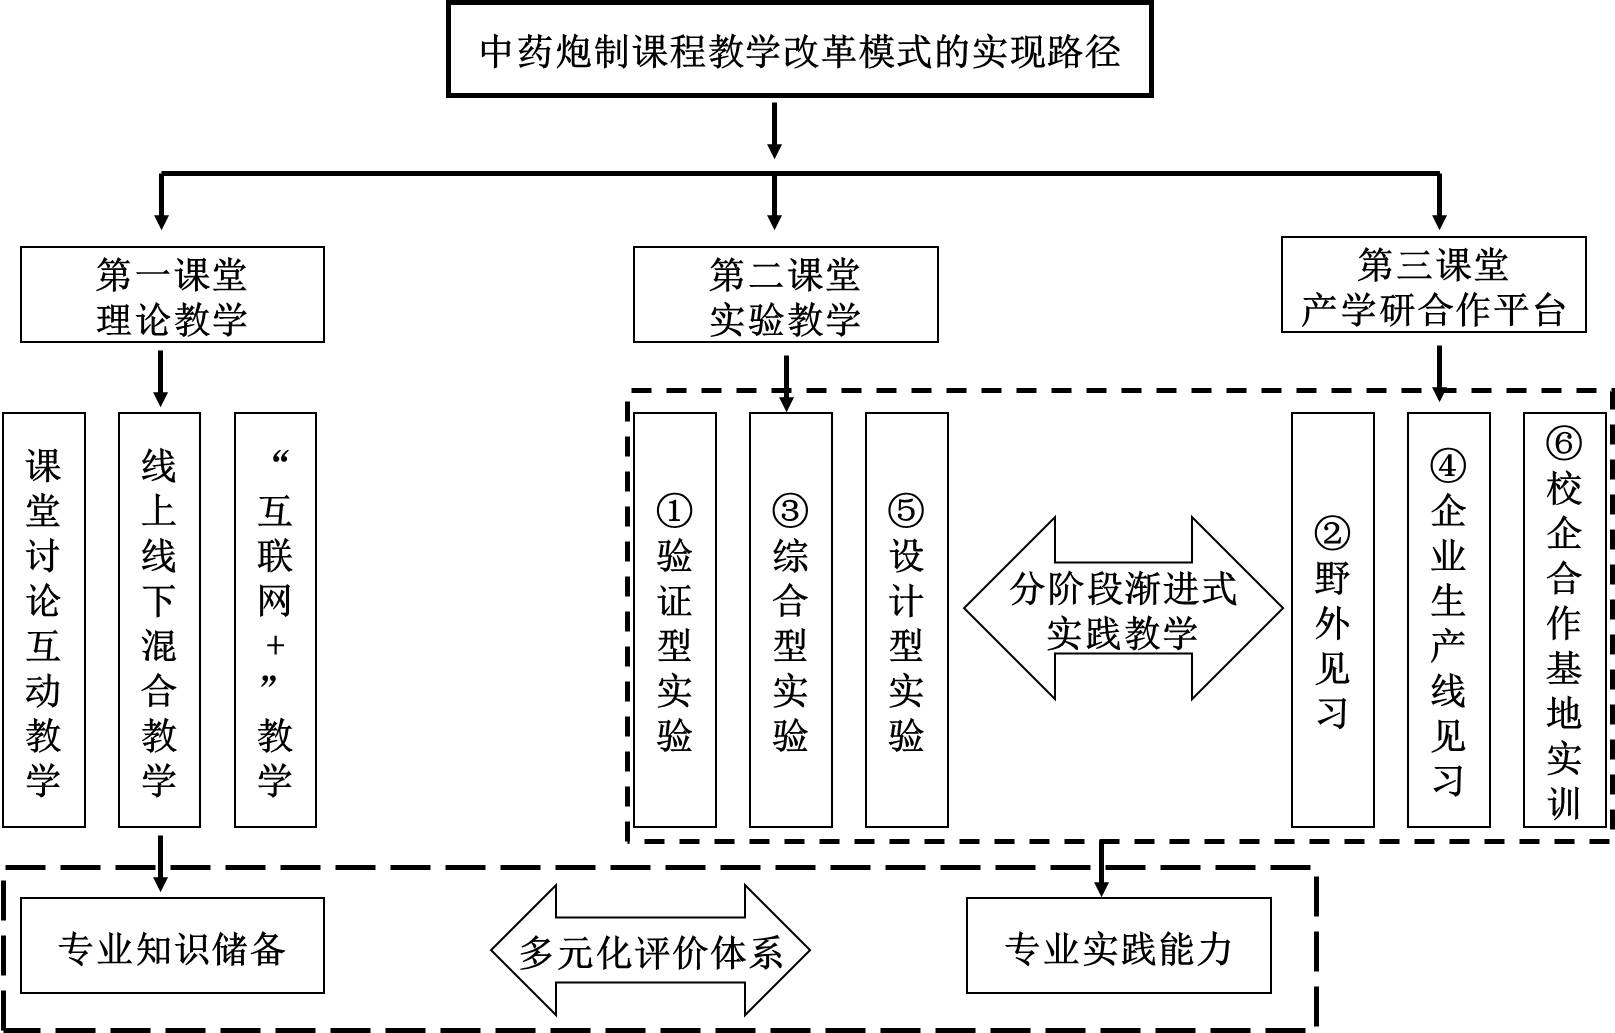 中药炮制课程教学改革模式的实现路径
第一课堂
理论教学
第二课堂
实验教学
第三课堂
产学研合作平台
课堂讨论互动教学
线上线下混合教学
“互联网+”教学
①验证型实验
③综合型实验
⑤设计型实验
分阶段渐进式
实践教学
②野外见习
④企业生产线见习
⑥校企合作基地实训
专业知识储备
多元化评价体系
专业实践能力